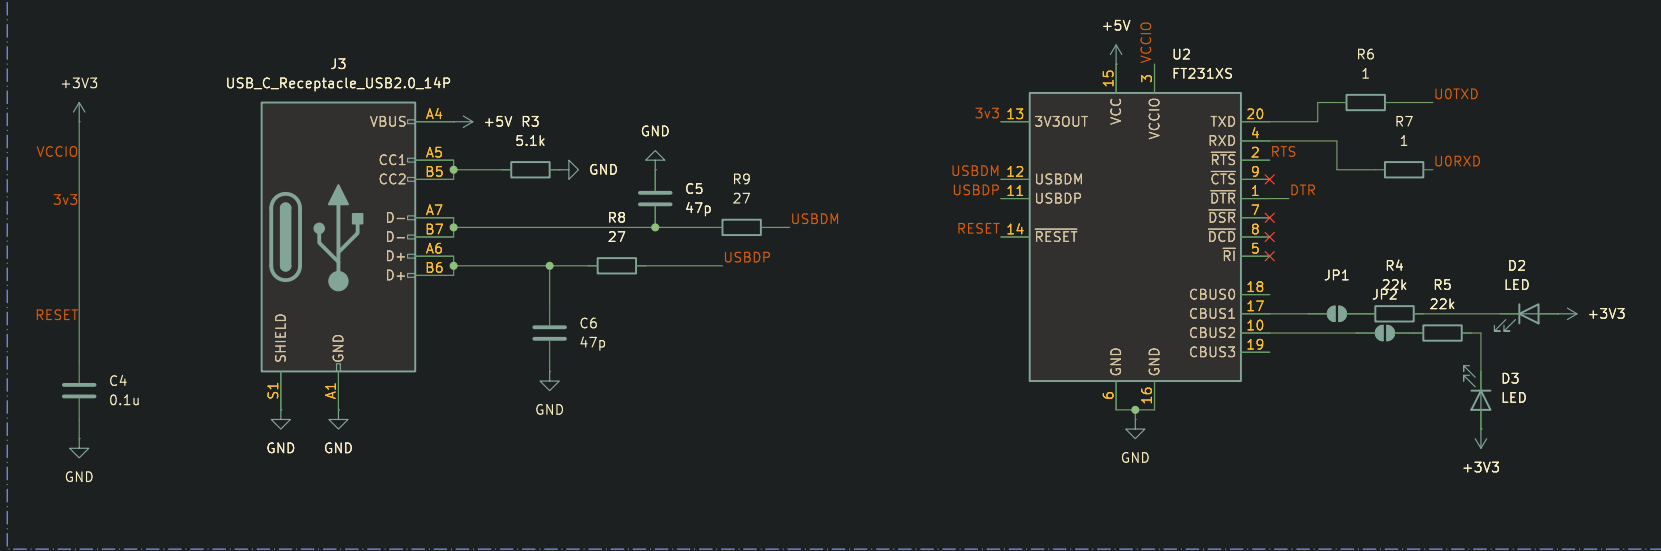 +3V3
VCCIO
3v3
RESET
C4
0.1u
GND
J3
USB_C_Receptacle_USB2.0_14P
VBUS
A4
+5V
CC1
A5
CC2
B5
R3
5.1k
GND
D-
A7
D-
B7
D+
A6
D+
B6
SHIELD
GND
S1
A1
GND
GND
GND
C5
47p
R9
27
USBDM
R8
27
USBDP
C6
47p
GND
+5V
VCCIO
U2
FT231XS
15
3
VCC
VCCIO
3v3
13
3V3OUT
USBDM
12
USBDM
USBDP
11
USBDP
RESET
14
RESET
TXD
20
RXD
4
RTS
2
RTS
CTS
9
DTR
1
DTR
DSR
7
DCD
8
RI
5
CBUS0
18
CBUS1
17
CBUS2
10
CBUS3
19
GND
GND
6
16
GND
R6
1
U0TXD
R7
1
U0RXD
JP1
R4
22k
JP2
R5
22k
D2
LED
+3V3
D3
LED
+3V3